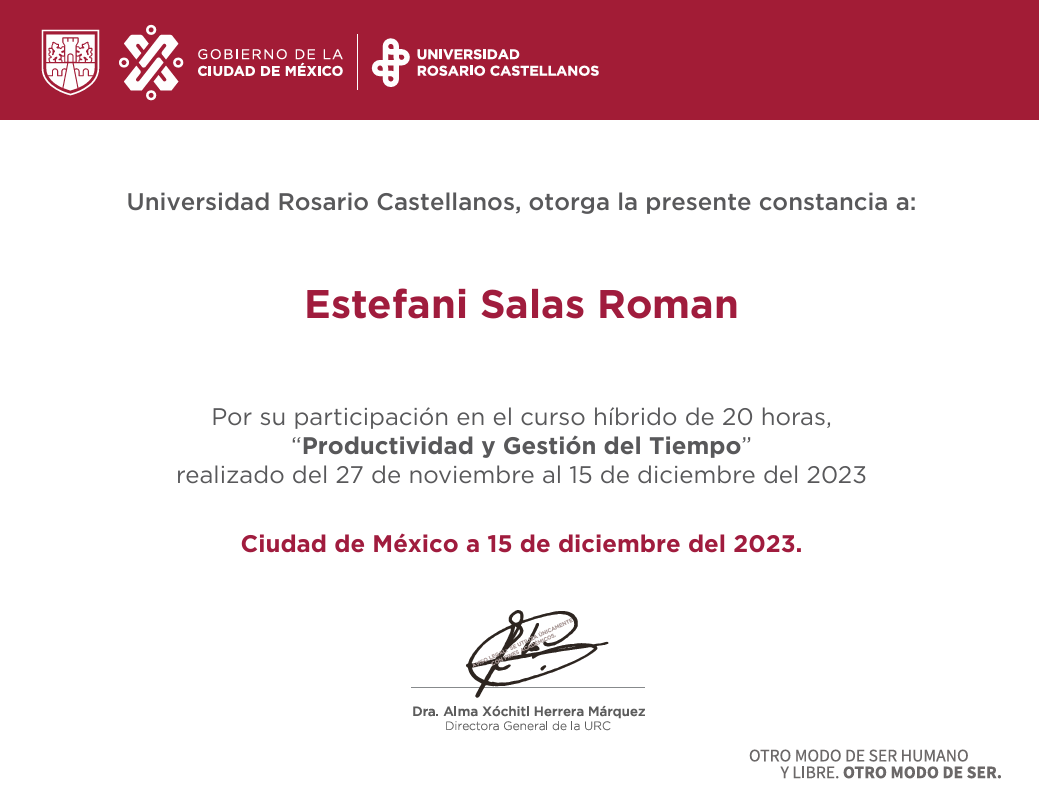 GOBIERNO DE LA
CIUDAD DE MÉXICO
UNIVERSIDAD
ROSARIO CASTELLANOS
Universidad Rosario Castellanos, otorga la presente constancia a:
Estefani Salas Roman
Por su participación en el curso híbrido de 20 horas,
“Productividad y Gestión del Tiempo”
realizado del 27 de noviembre al 15 de diciembre del 2023
Ciudad de México a 15 de diciembre del 2023.
ÚNICAMENTE
Dra. Alma Xóchitl Herrera Márquez
Directora General de la URC
OTRO MODO DE SER HUMANO
Y LIBRE. OTRO MODO DE SER.